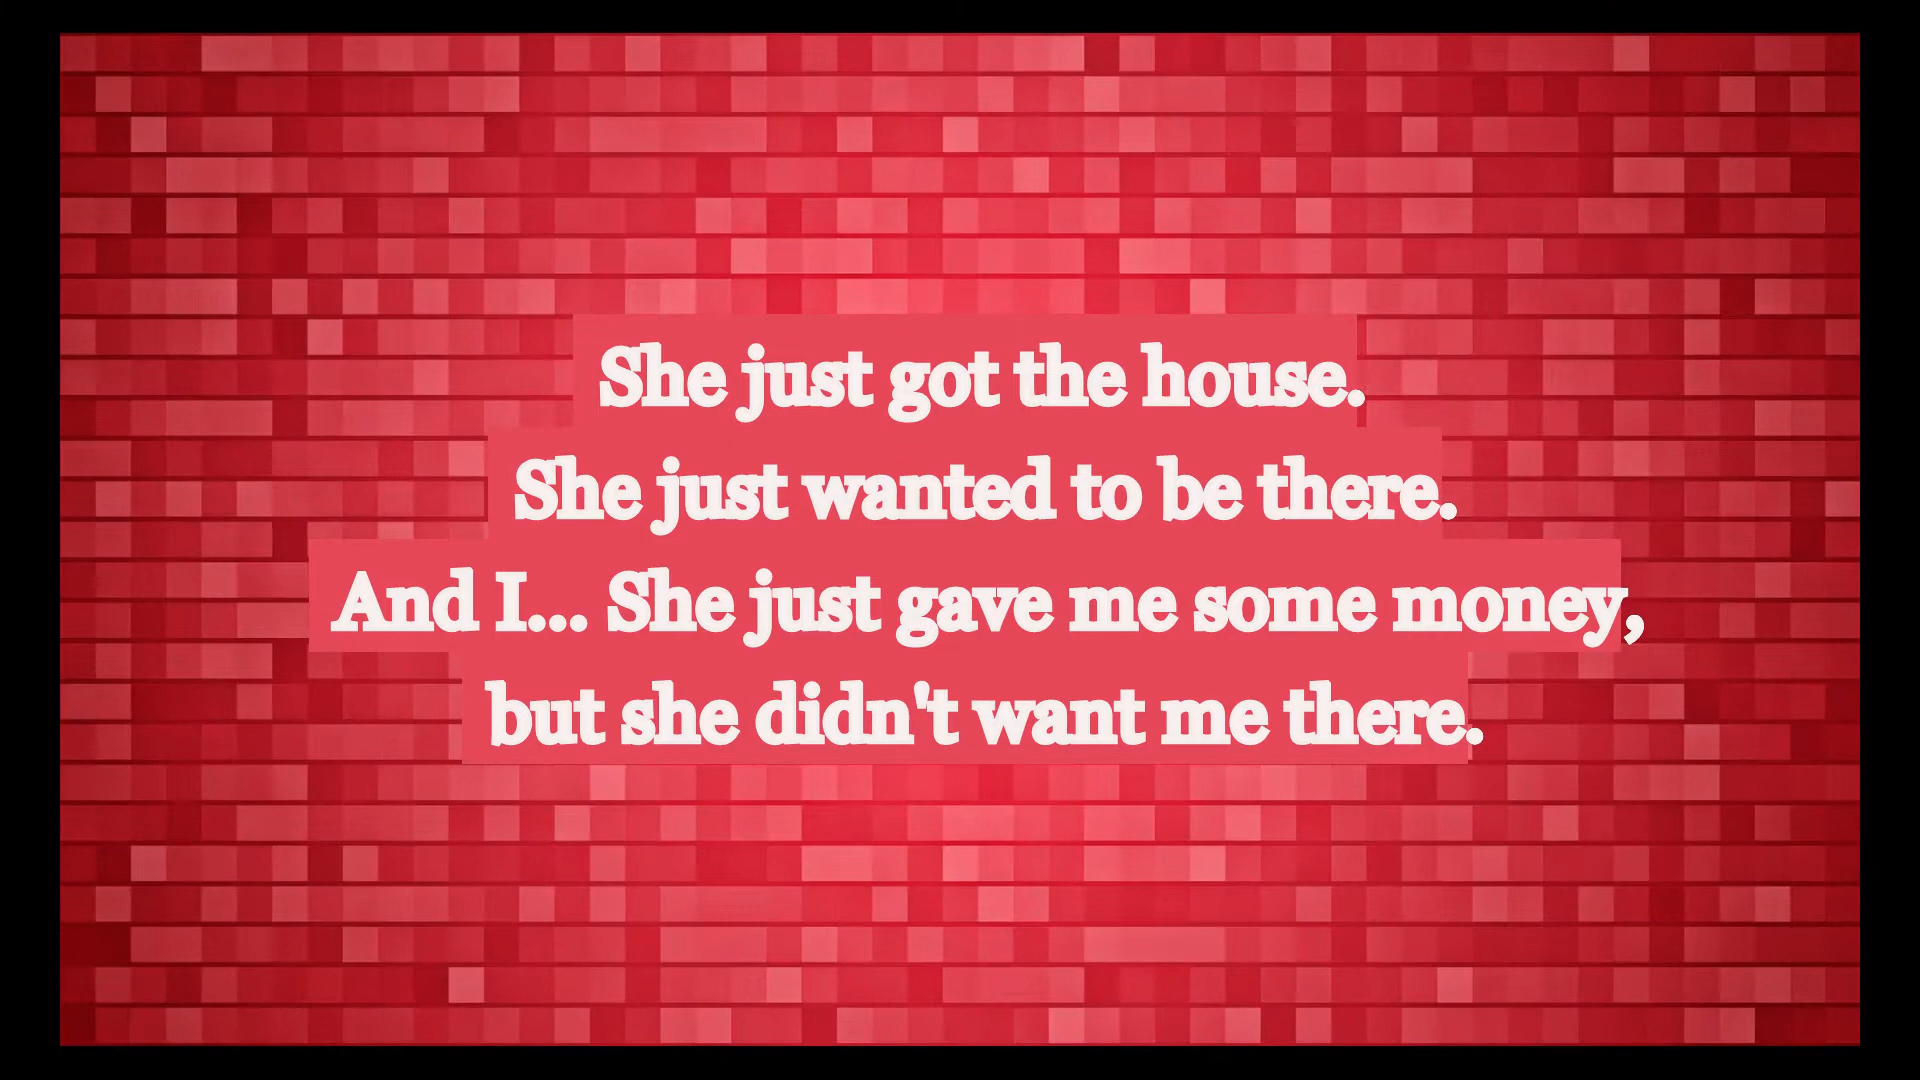 She just got the house.
She just wanted to be there.
And I... She just gave me some money,
but she didn't want me there.